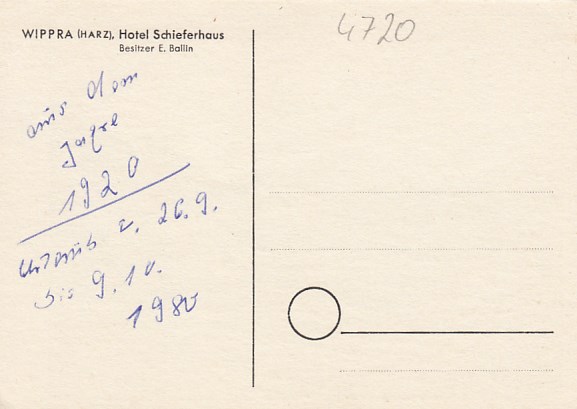 WIPPRA (HARZ), Hotel Schieferhaus
Besitzer E. Ballin
4720
aus dem
Jahre
1920
Urlaub v. 26.9.
bis 9.10.
1980